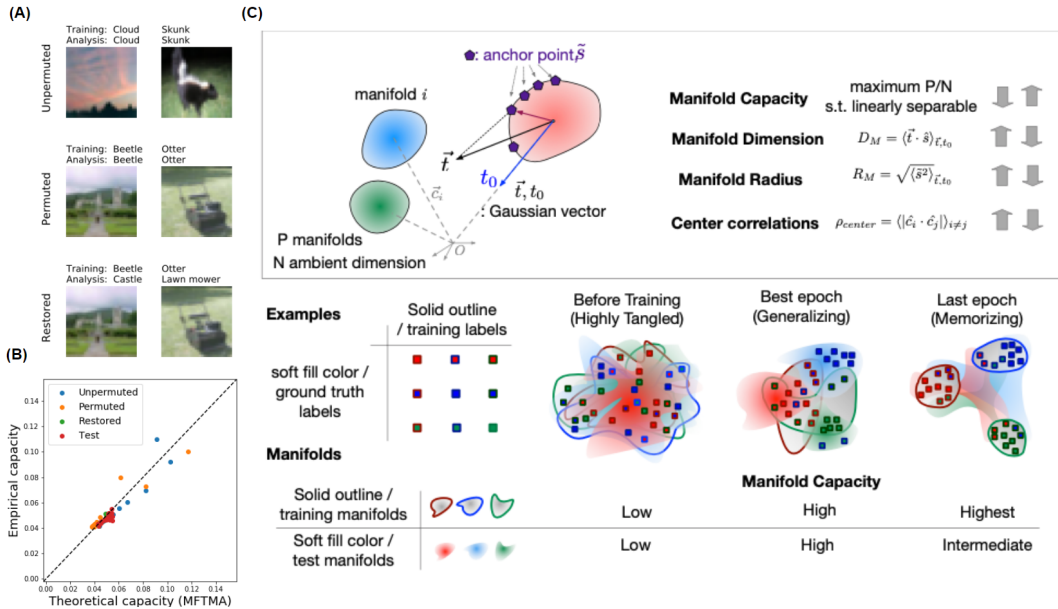 (A)
Training: Cloud
Analysis: Cloud
Skunk
Skunk
Unpermuted
Training: Beetle
Analysis: Beetle
Otter
Otter
Permuted
Training: Beetle
Analysis: Castle
Otter
Lawn mower
Restored
(B)
Unpermuted
Permuted
Restored
Test
0.14
0.12
0.10
0.08
0.06
0.04
0.02
0.00
0.00 0.02 0.04 0.06 0.08 0.10 0.12 0.14
Empirical capacity
Theoretical capacity (MFTMA)
(C)
: anchor point, s̃
manifold i
t⃗
t₀
t⃗, t₀
: Gaussian vector
c⃗ᵢ
O
P manifolds
N ambient dimension
Manifold Capacity
maximum P/N
s.t. linearly separable
Manifold Dimension
D_M = ⟨t⃗ · ŝ⟩_{t⃗,t₀}
Manifold Radius
R_M = √⟨s̃²⟩_{t⃗,t₀}
Center correlations
ρ_center = ⟨|ĉᵢ · ĉⱼ|⟩_{i≠j}
Examples
Solid outline
/ training labels
soft fill color /
ground truth
labels
Before Training
(Highly Tangled)
Best epoch
(Generalizing)
Last epoch
(Memorizing)
Manifolds
Manifold Capacity
Solid outline /
training manifolds
Low
High
Highest
Soft fill color /
test manifolds
Low
High
Intermediate